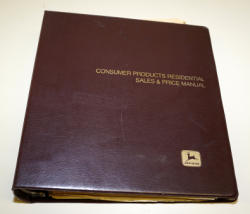 CONSUMER PRODUCTS RESIDENTIAL
SALES & PRICE MANUAL